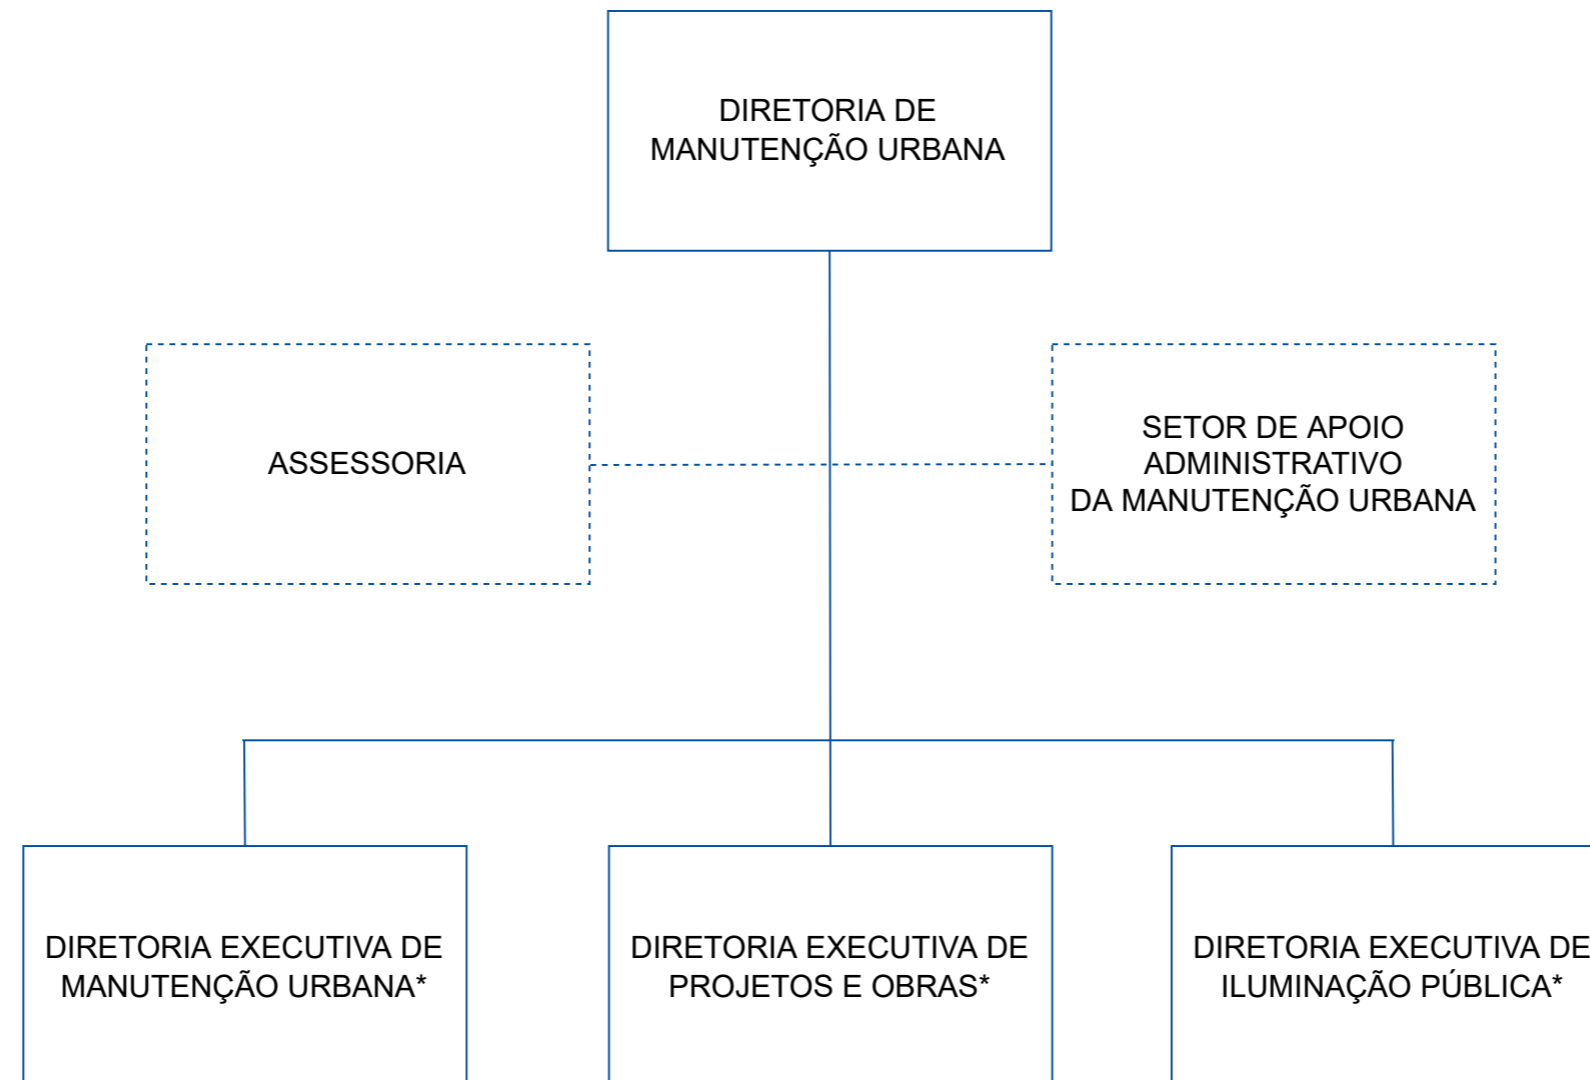 DIRETORIA DE
MANUTENÇÃO URBANA
ASSESSORIA
SETOR DE APOIO
ADMINISTRATIVO
DA MANUTENÇÃO URBANA
DIRETORIA EXECUTIVA DE
MANUTENÇÃO URBANA*
DIRETORIA EXECUTIVA DE
PROJETOS E OBRAS*
DIRETORIA EXECUTIVA DE
ILUMINAÇÃO PÚBLICA*